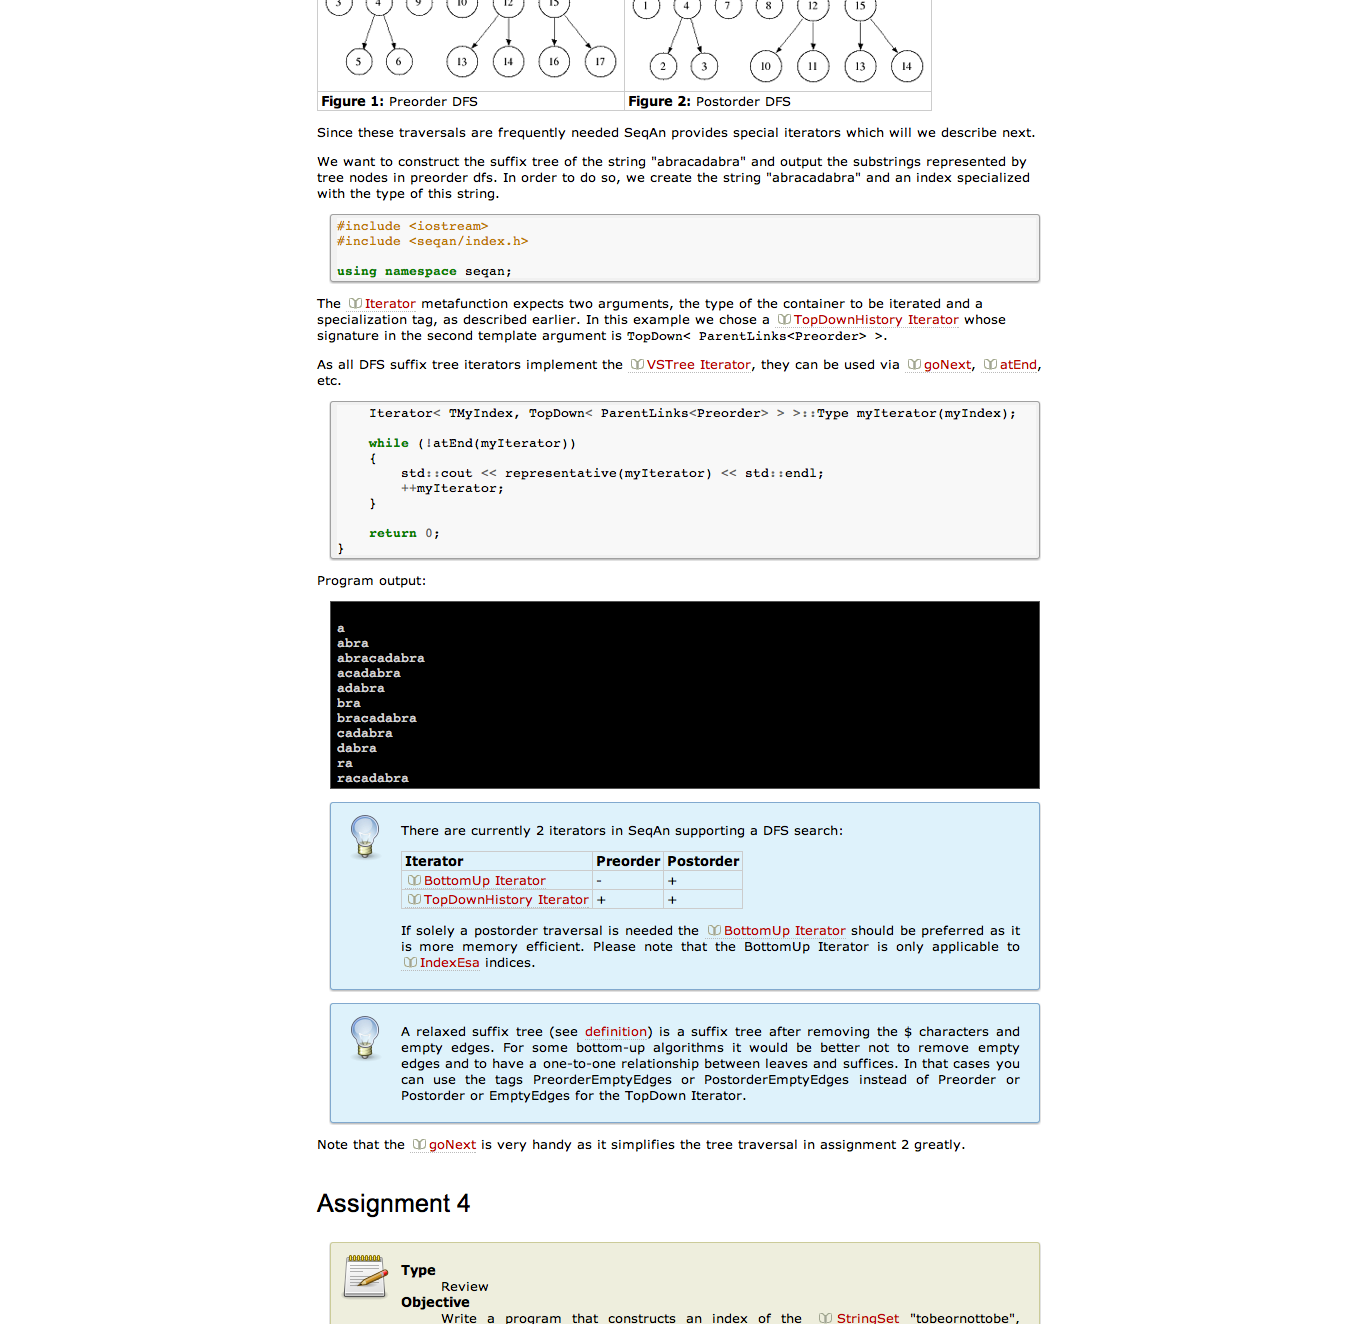 3 4 9 10 12 15
5 6 13 14 16 17
1 4 7 8 12 15
2 3 10 11 13 14
Figure 1: Preorder DFS
Figure 2: Postorder DFS
Since these traversals are frequently needed SeqAn provides special iterators which will we describe next.
We want to construct the suffix tree of the string "abracadabra" and output the substrings represented by
tree nodes in preorder dfs. In order to do so, we create the string "abracadabra" and an index specialized
with the type of this string.
#include <iostream>
#include <seqan/index.h>
using namespace seqan;
The Iterator metafunction expects two arguments, the type of the container to be iterated and a
specialization tag, as described earlier. In this example we chose a TopDownHistory Iterator whose
signature in the second template argument is TopDown< ParentLinks<Preorder> >.
As all DFS suffix tree iterators implement the VSTree Iterator, they can be used via goNext, atEnd,
etc.
Iterator< TMyIndex, TopDown< ParentLinks<Preorder> > >::Type myIterator(myIndex);
while (!atEnd(myIterator))
{
std::cout << representative(myIterator) << std::endl;
++myIterator;
}
return 0;
}
Program output:
a
abra
abracadabra
acadabra
adabra
bra
bracadabra
cadabra
dabra
ra
racadabra
There are currently 2 iterators in SeqAn supporting a DFS search:
Iterator Preorder Postorder
BottomUp Iterator - +
TopDownHistory Iterator + +
If solely a postorder traversal is needed the BottomUp Iterator should be preferred as it
is more memory efficient. Please note that the BottomUp Iterator is only applicable to
IndexEsa indices.
A relaxed suffix tree (see definition) is a suffix tree after removing the $ characters and
empty edges. For some bottom-up algorithms it would be better not to remove empty
edges and to have a one-to-one relationship between leaves and suffices. In that cases you
can use the tags PreorderEmptyEdges or PostorderEmptyEdges instead of Preorder or
Postorder or EmptyEdges for the TopDown Iterator.
Note that the goNext is very handy as it simplifies the tree traversal in assignment 2 greatly.
Assignment 4
Type
Review
Objective
Write a program that constructs an index of the StringSet "tobeornottobe",